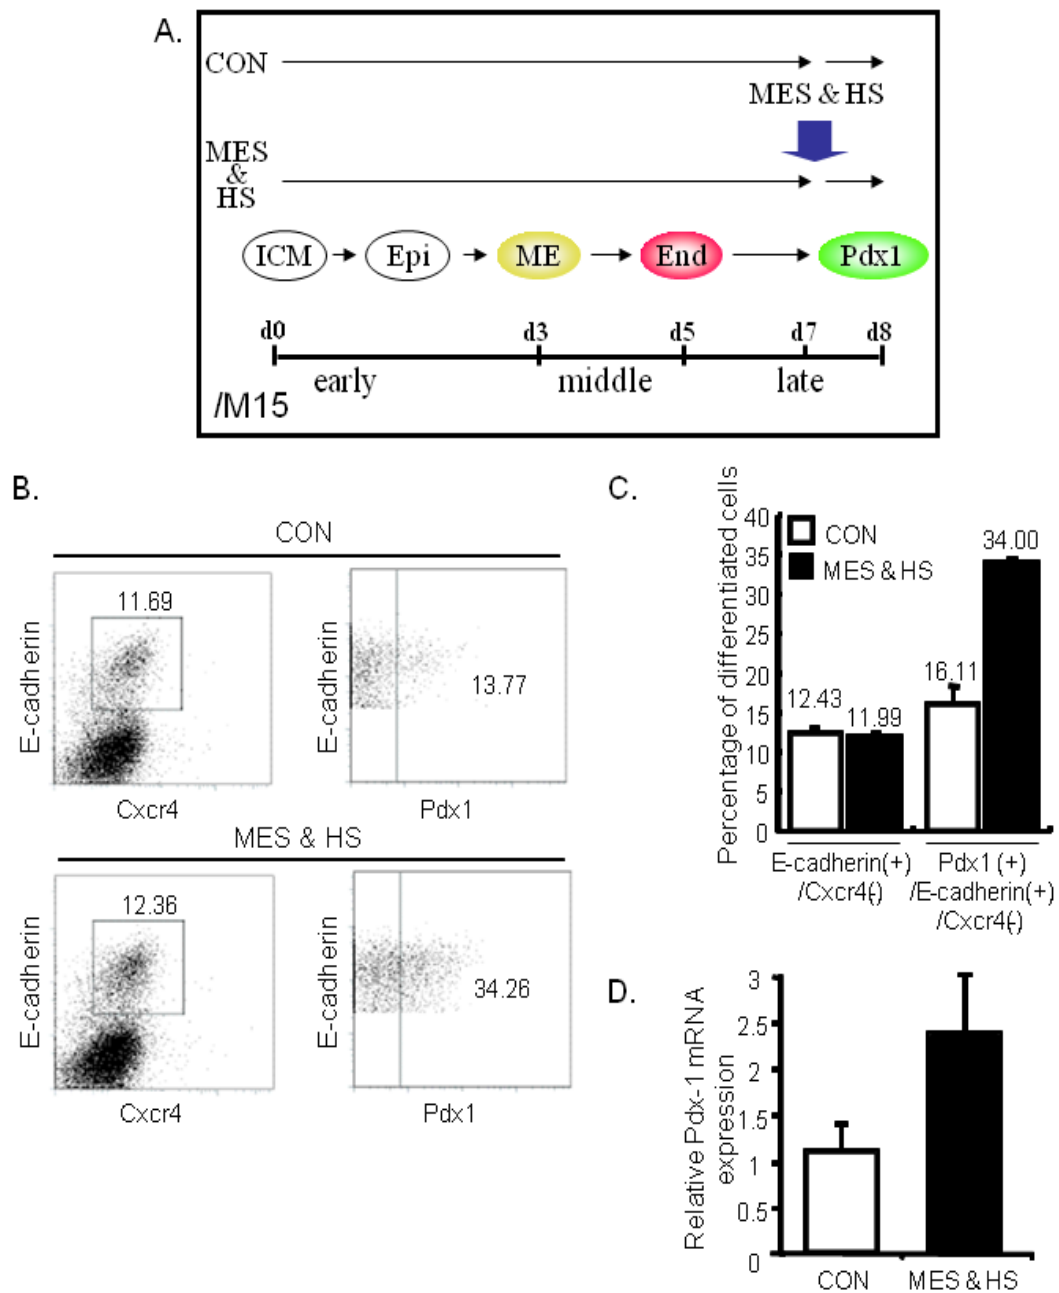 A.
CON
MES & HS
MES
&
HS
ICM
Epi
ME
End
Pdx1
d0
d3
d5
d7
d8
early
middle
late
/M15
B.
CON
11.69
E-cadherin
Cxcr4
13.77
E-cadherin
Pdx1
MES & HS
12.36
E-cadherin
Cxcr4
34.26
E-cadherin
Pdx1
C.
Percentage of differentiated cells
40
35
30
25
20
15
10
5
0
CON
MES & HS
12.43
11.99
16.11
34.00
E-cadherin(+)
/Cxcr4(-)
Pdx1 (+)
/E-cadherin(+)
/Cxcr4(-)
D.
Relative Pdx-1 mRNA
expression
3
2.5
2
1.5
1
0.5
0
CON
MES & HS